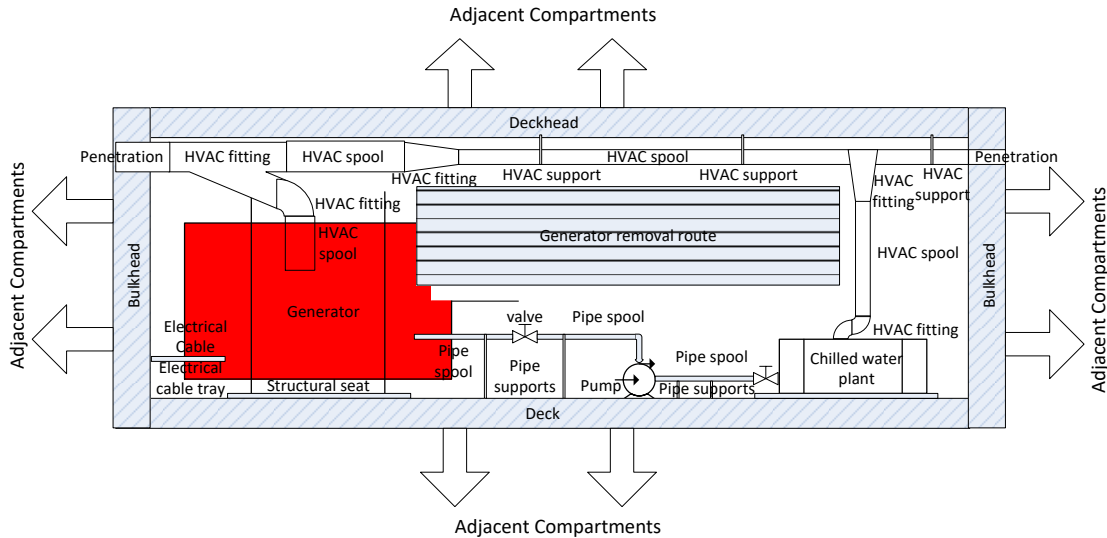 Adjacent Compartments
Deckhead
Penetration
HVAC fitting
HVAC spool
HVAC spool
Penetration
HVAC fitting
HVAC support
HVAC support
HVAC
fitting
HVAC
support
HVAC fitting
HVAC
spool
Generator removal route
HVAC spool
Adjacent Compartments
Bulkhead
Bulkhead
Adjacent Compartments
Generator
valve
Pipe spool
HVAC fitting
Electrical
Cable
Electrical
cable tray
Structural seat
Pipe
spool
Pipe
supports
Pump
Pipe spool
Pipe supports
Chilled water
plant
Deck
Adjacent Compartments